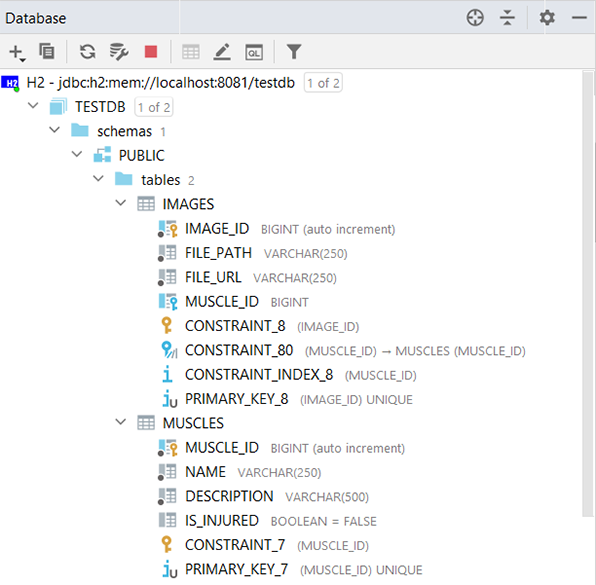 Database
QL
H2 H2 - jdbc:h2:mem://localhost:8081/testdb 1 of 2
TESTDB 1 of 2
schemas 1
PUBLIC
tables 2
IMAGES
IMAGE_ID BIGINT (auto increment)
FILE_PATH VARCHAR(250)
FILE_URL VARCHAR(250)
MUSCLE_ID BIGINT
CONSTRAINT_8 (IMAGE_ID)
CONSTRAINT_80 (MUSCLE_ID) → MUSCLES (MUSCLE_ID)
i CONSTRAINT_INDEX_8 (MUSCLE_ID)
iU PRIMARY_KEY_8 (IMAGE_ID) UNIQUE
MUSCLES
MUSCLE_ID BIGINT (auto increment)
NAME VARCHAR(250)
DESCRIPTION VARCHAR(500)
IS_INJURED BOOLEAN = FALSE
CONSTRAINT_7 (MUSCLE_ID)
iU PRIMARY_KEY_7 (MUSCLE_ID) UNIQUE